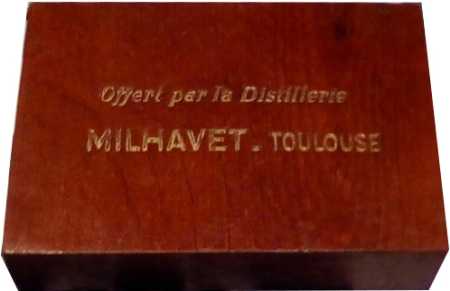 Offert par la Distillerie
MILHAVET - TOULOUSE